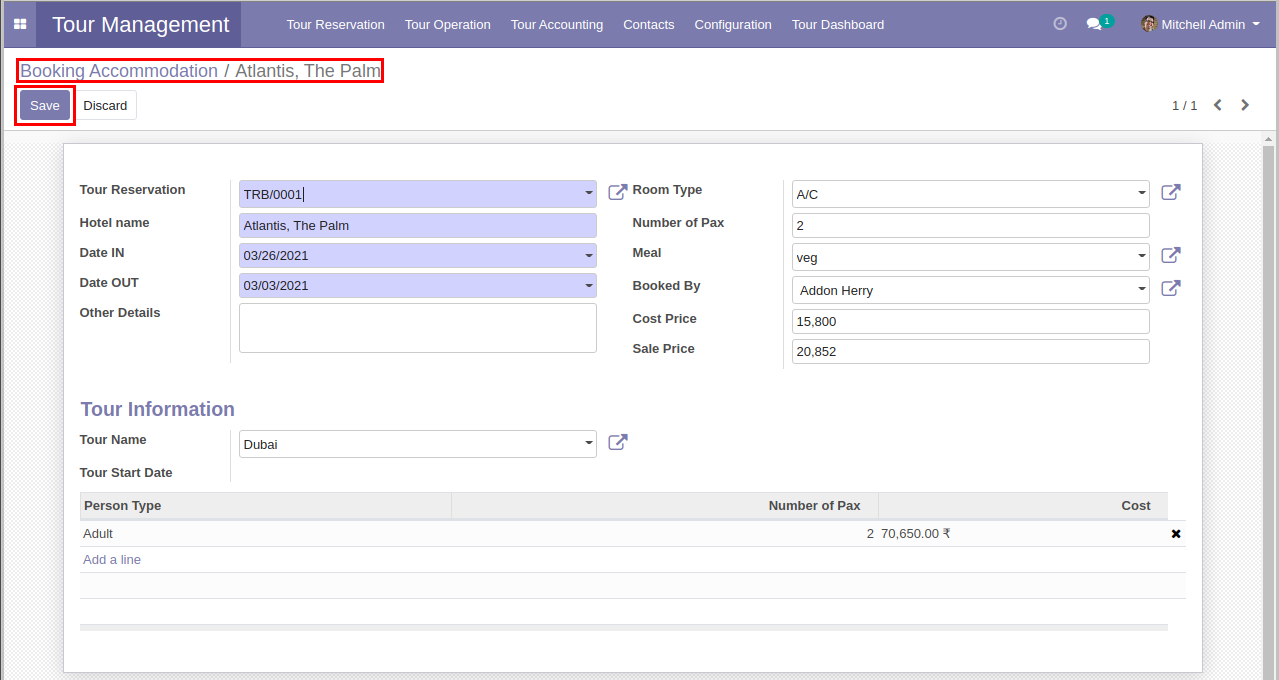 Tour Management Tour Reservation Tour Operation Tour Accounting Contacts Configuration Tour Dashboard 1 Mitchell Admin
Booking Accommodation / Atlantis, The Palm
Save Discard 1 / 1
Tour Reservation TRB/0001 Room Type A/C
Hotel name Atlantis, The Palm Number of Pax 2
Date IN 03/26/2021 Meal veg
Date OUT 03/03/2021 Booked By Addon Herry
Other Details Cost Price 15,800
Sale Price 20,852
Tour Information
Tour Name Dubai
Tour Start Date
Person Type Number of Pax Cost
Adult 2 70,650.00 ₹
Add a line